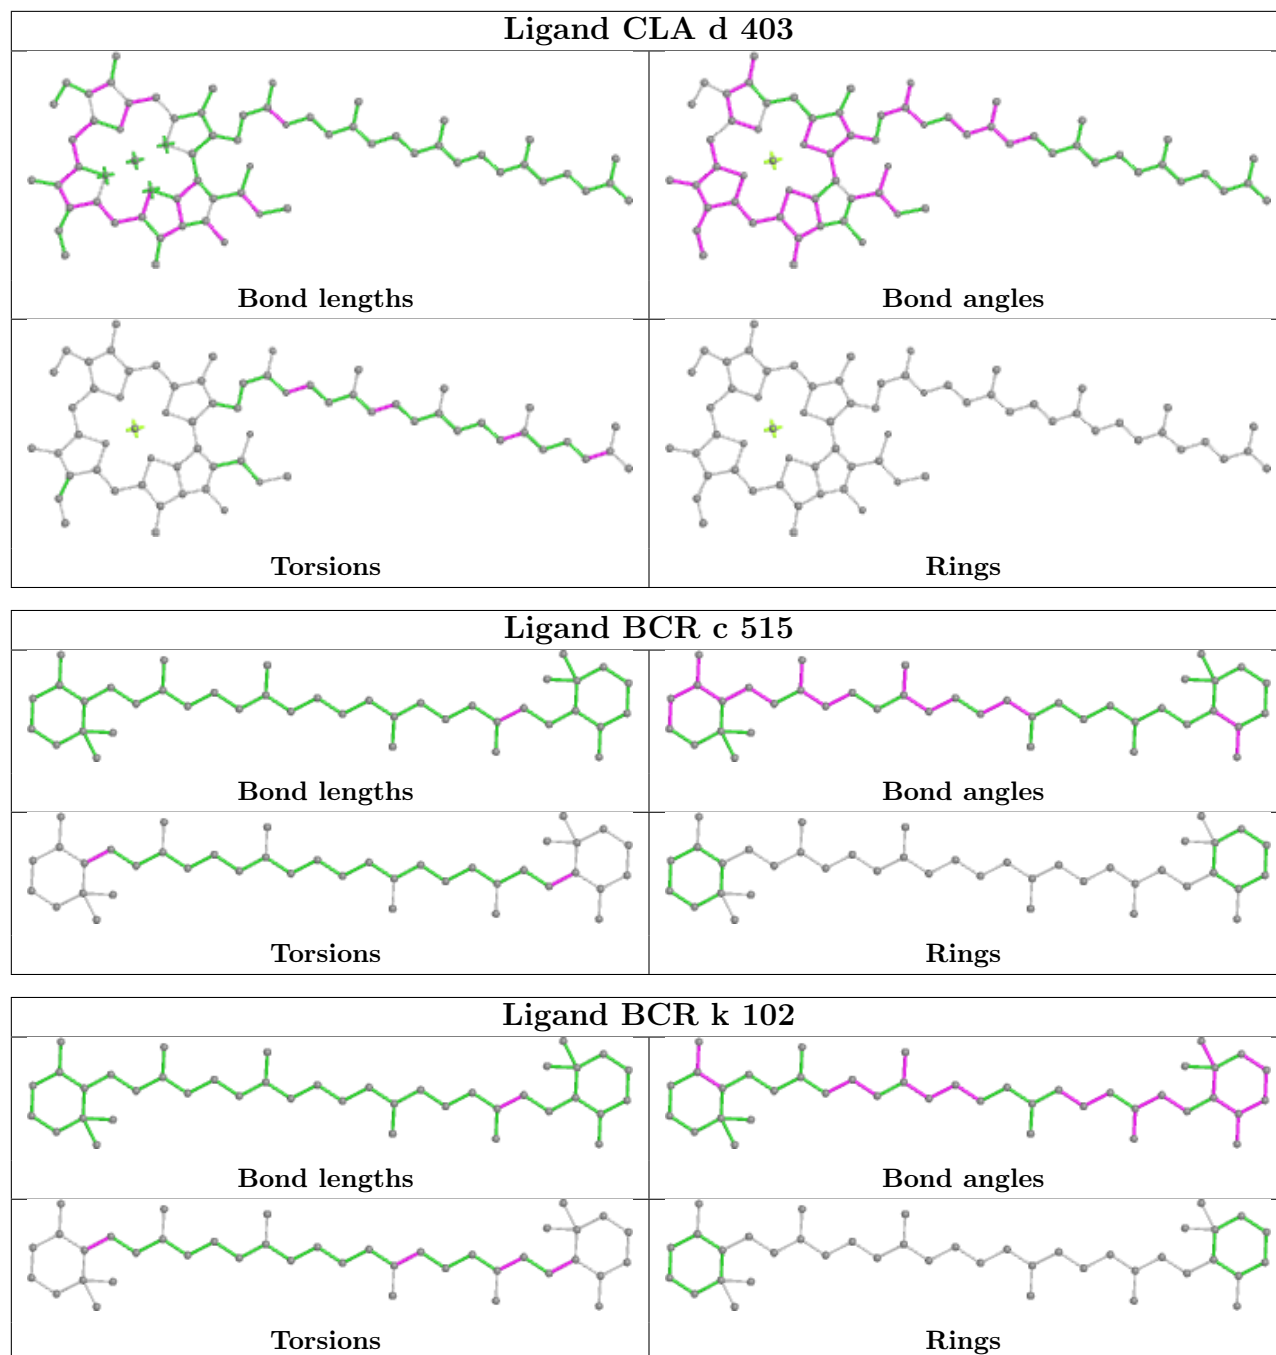 Ligand CLA d 403
Bond lengths
Bond angles
Torsions
Rings
Ligand BCR c 515
Bond lengths
Bond angles
Torsions
Rings
Ligand BCR k 102
Bond lengths
Bond angles
Torsions
Rings